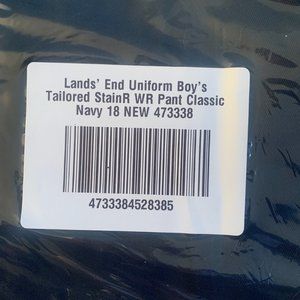 Lands' End Uniform Boy's
Tailored StainR WR Pant Classic
Navy 18 NEW 473338
4733384528385